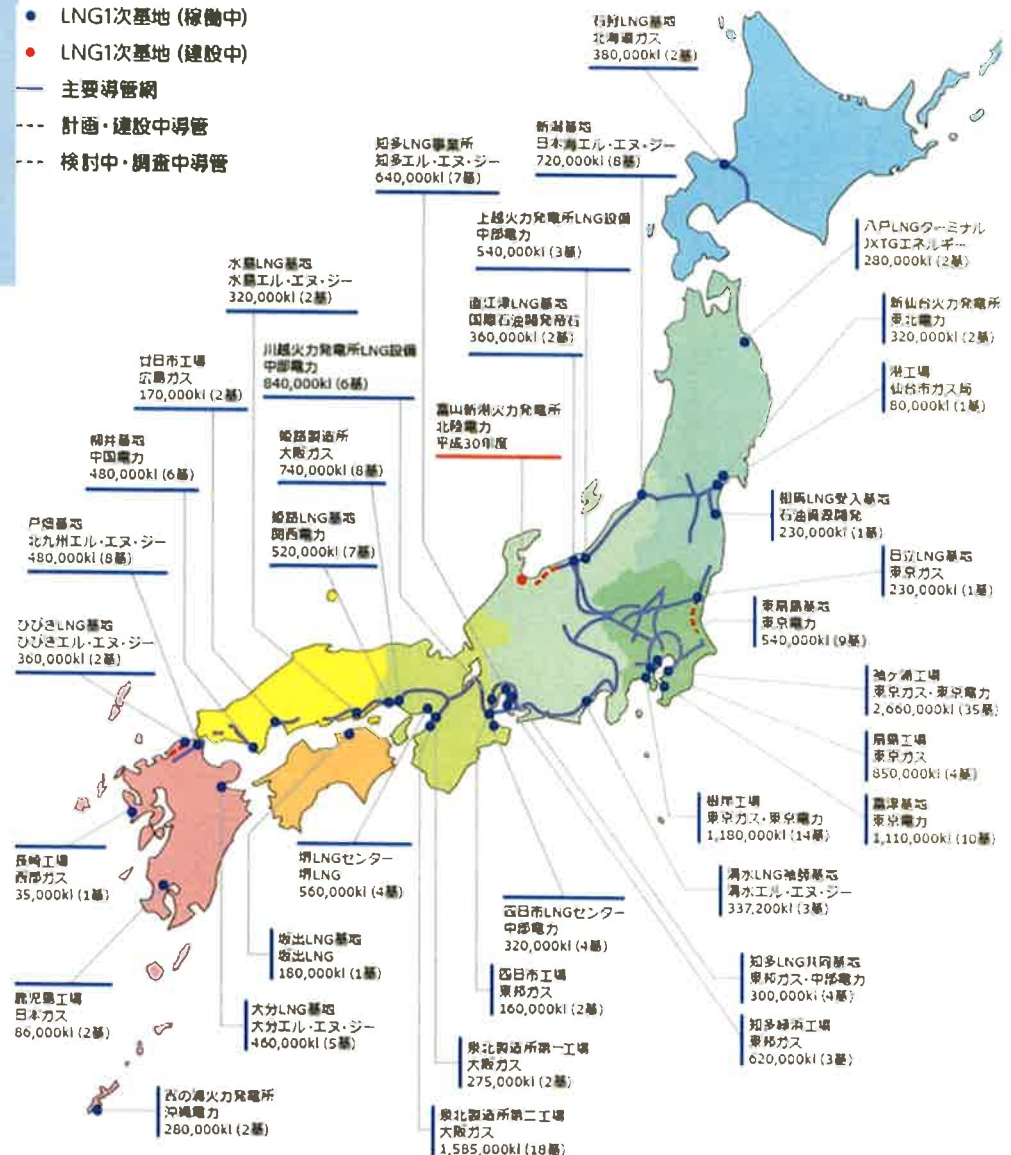 LNG1次基地 (稼働中)
LNG1次基地 (建設中)
主要導管網
計画・建設中導管
検討中・調査中導管
石狩LNG基地
北海道ガス
380,000kl (2基)
新潟基地
日本海エル・エヌ・ジー
720,000kl (8基)
知多LNG事業所
知多エル・エヌ・ジー
640,000kl (7基)
上越火力発電所LNG設備
中部電力
540,000kl (3基)
八戸LNGターミナル
JXTGエネルギー
280,000kl (2基)
水島LNG基地
水島エル・エヌ・ジー
320,000kl (2基)
直江津LNG基地
国際石油開発帝石
360,000kl (2基)
新仙台火力発電所
東北電力
320,000kl (2基)
川越火力発電所LNG設備
中部電力
840,000kl (6基)
廿日市工場
広島ガス
170,000kl (2基)
港工場
仙台市ガス局
80,000kl (1基)
富山新港火力発電所
北陸電力
平成30年度
姫路製造所
大阪ガス
740,000kl (8基)
柳井基地
中国電力
480,000kl (6基)
相馬LNG受入基地
石油資源開発
230,000kl (1基)
姫路LNG基地
関西電力
520,000kl (7基)
戸畑基地
北九州エル・エヌ・ジー
480,000kl (8基)
日立LNG基地
東京ガス
230,000kl (1基)
東扇島基地
東京電力
540,000kl (9基)
ひびきLNG基地
ひびきエル・エヌ・ジー
360,000kl (2基)
袖ケ浦工場
東京ガス・東京電力
2,660,000kl (35基)
扇島工場
東京ガス
850,000kl (4基)
根岸工場
東京ガス・東京電力
1,180,000kl (14基)
富津基地
東京電力
1,110,000kl (10基)
長崎工場
西部ガス
35,000kl (1基)
堺LNGセンター
堺LNG
560,000kl (4基)
清水LNG袖師基地
清水エル・エヌ・ジー
337,200kl (3基)
四日市LNGセンター
中部電力
320,000kl (4基)
坂出LNG基地
坂出LNG
180,000kl (1基)
四日市工場
東邦ガス
160,000kl (2基)
知多LNG共同基地
東邦ガス・中部電力
300,000kl (4基)
鹿児島工場
日本ガス
86,000kl (2基)
大分LNG基地
大分エル・エヌ・ジー
460,000kl (5基)
知多緑浜工場
東邦ガス
620,000kl (3基)
泉北製造所第一工場
大阪ガス
275,000kl (2基)
吉の浦火力発電所
沖縄電力
280,000kl (2基)
泉北製造所第二工場
大阪ガス
1,585,000kl (18基)